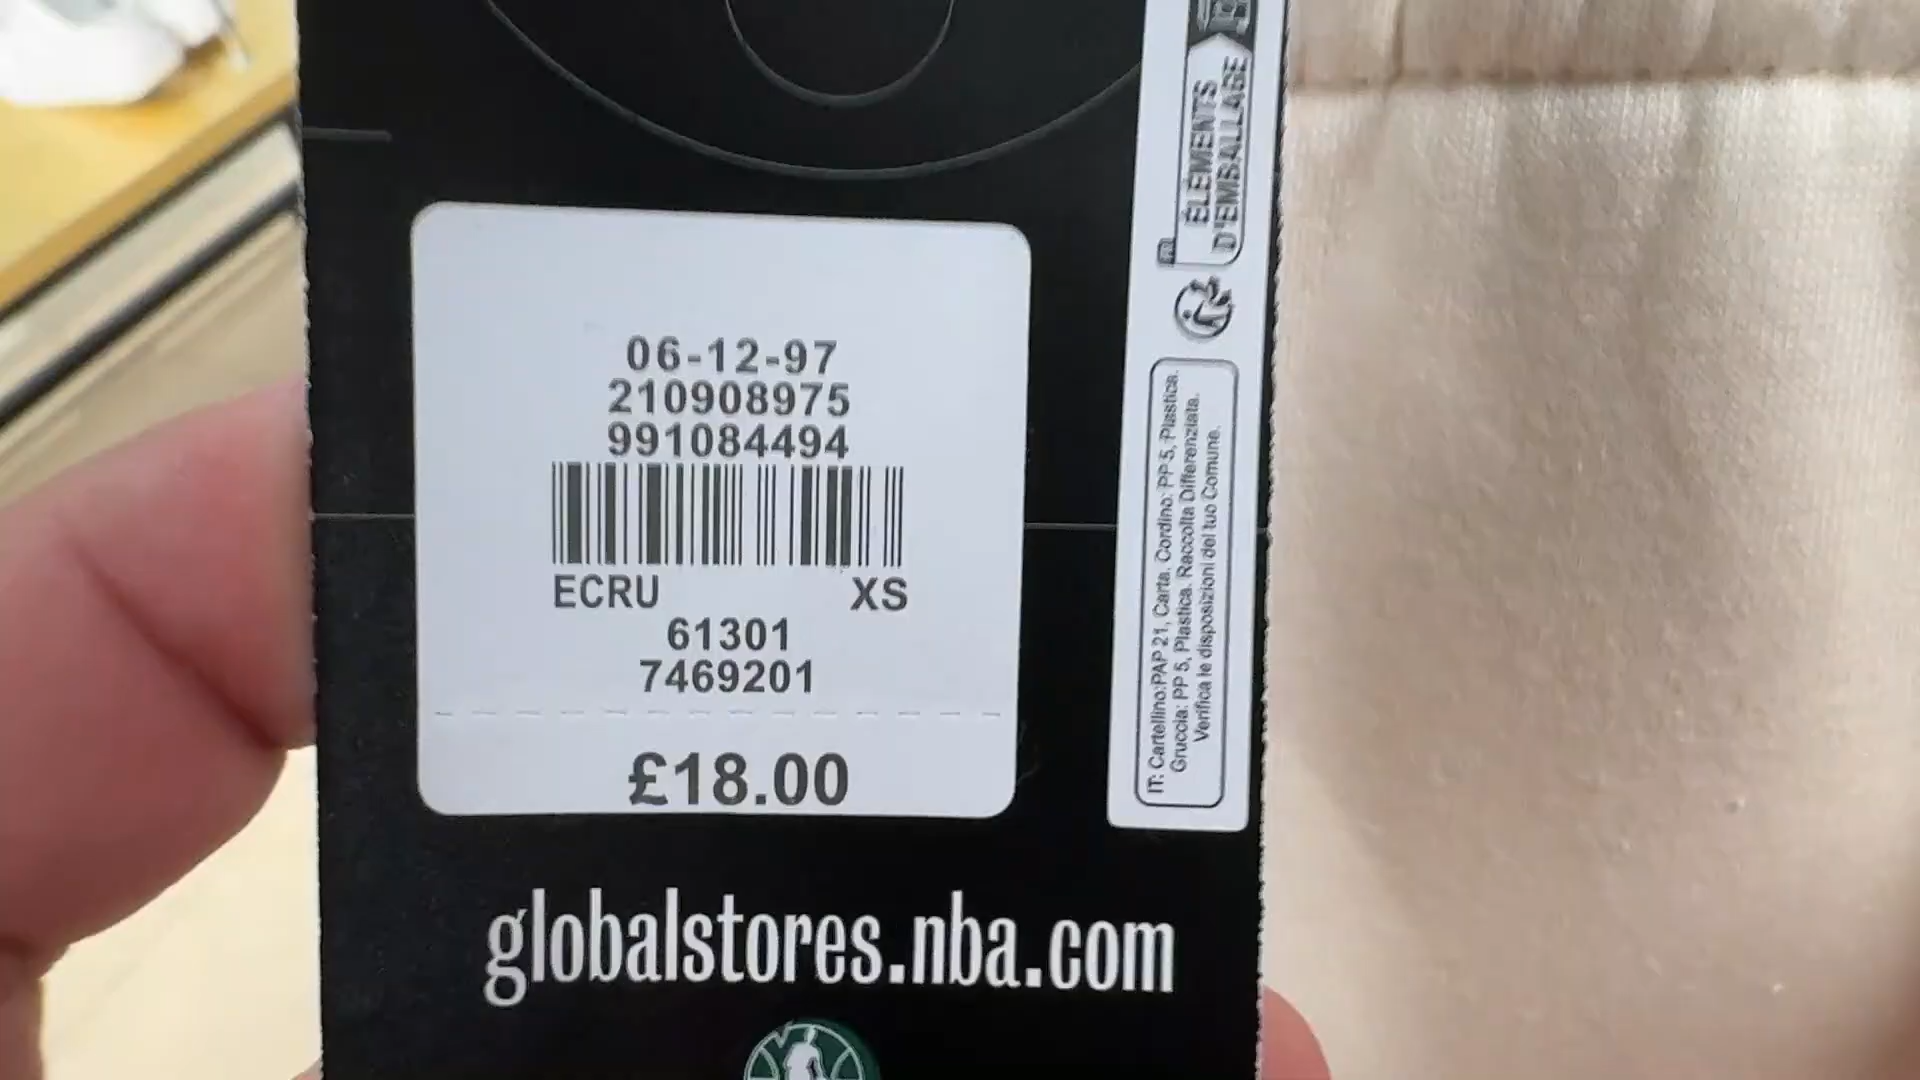 06-12-97
210908975
991084494
ECRU XS
61301
7469201
£18.00
globalstores.nba.com
FR
ÉLÉMENTS
D'EMBALLAGE
IT: Cartellino:PAP 21, Carta. Cordino: PP 5, Plastica.
Gruccia: PP 5, Plastica. Raccolta Differenziata.
Verifica le disposizioni del tuo Comune.